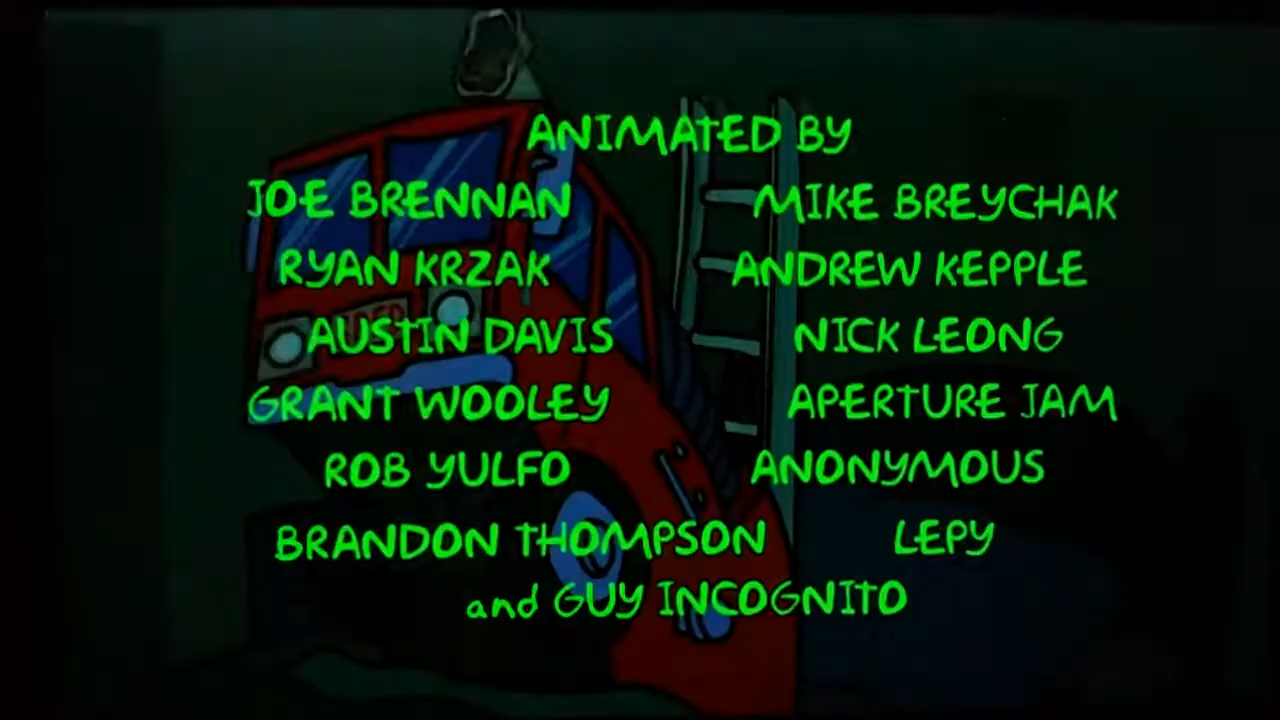 ANIMATED BY
JOE BRENNAN MIKE BREYCHAK
RYAN KRZAK ANDREW KEPPLE
AUSTIN DAVIS NICK LEONG
GRANT WOOLEY APERTURE JAM
ROB YULFO ANONYMOUS
BRANDON THOMPSON LEPY
and GUY INCOGNITO